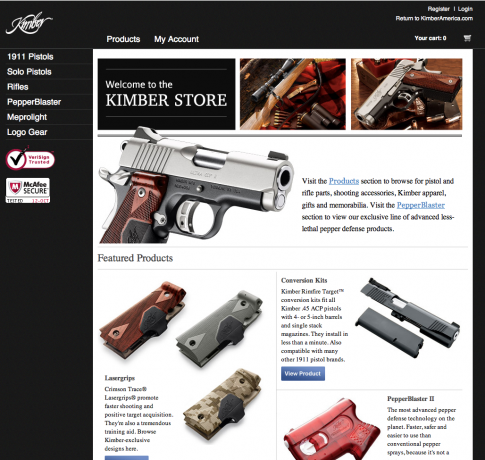 Register | Login
Return to KimberAmerica.com
Kimber
Products My Account
Your cart: 0
1911 Pistols
Solo Pistols
Rifles
PepperBlaster
Meprolight
Logo Gear
VeriSign
Trusted
McAfee
SECURE
TESTED 12-OCT
Welcome to the
KIMBER STORE
Visit the Products section to browse for pistol and
rifle parts, shooting accessories, Kimber apparel,
gifts and memorabilia. Visit the PepperBlaster
section to view our exclusive line of advanced less-
lethal pepper defense products.
Featured Products
Lasergrips
Crimson Trace®
Lasergrips® promote
faster shooting and
positive target acquisition.
They're also a tremendous
training aid. Browse
Kimber-exclusive
designs here.
Conversion Kits
Kimber Rimfire Target™
conversion kits fit all
Kimber .45 ACP pistols
with 4- or 5-inch barrels
and single stack
magazines. They install in
less than a minute. Also
compatible with many
other 1911 pistol brands.
View Product
PepperBlaster II
The most advanced pepper
defense technology on the
planet. Faster, safer and
easier to use than
conventional pepper
sprays, because it's not a